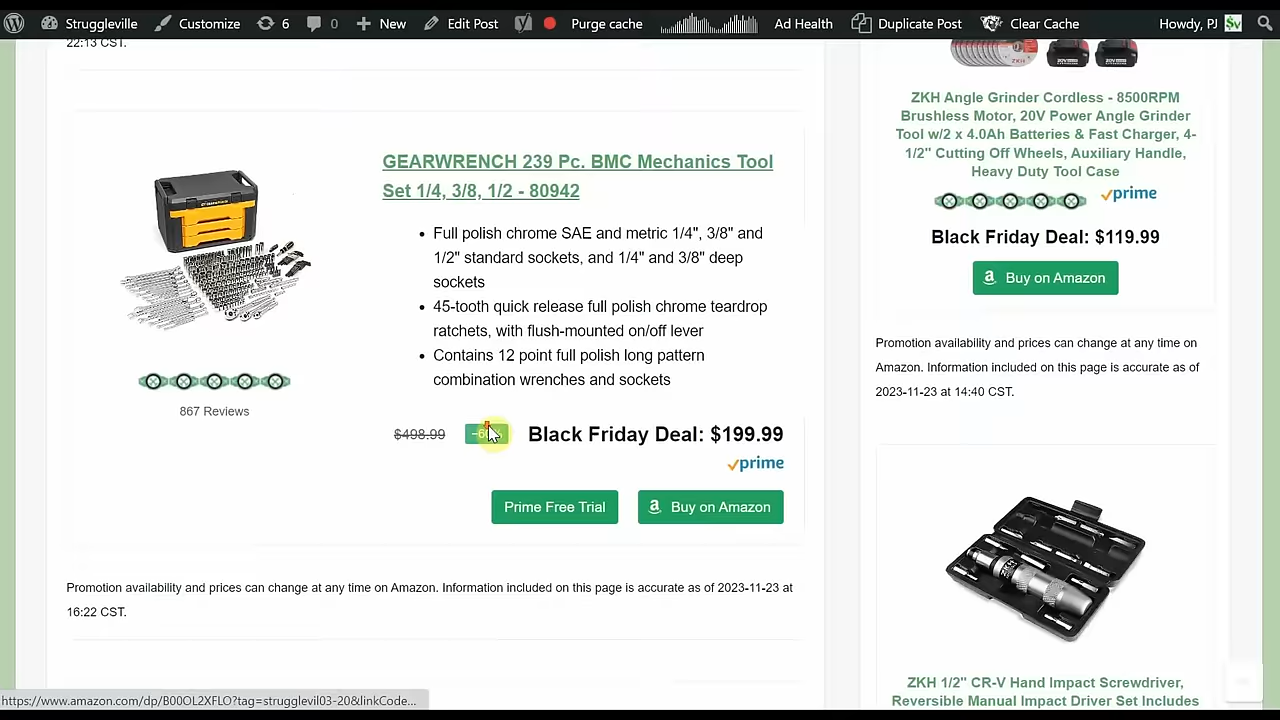 Struggleville Customize 6 0 New Edit Post Purge cache Ad Health Duplicate Post Clear Cache Howdy, PJ
22:13 CST.
GEARWRENCH 239 Pc. BMC Mechanics Tool
Set 1/4, 3/8, 1/2 - 80942
• Full polish chrome SAE and metric 1/4", 3/8" and
1/2" standard sockets, and 1/4" and 3/8" deep
sockets
• 45-tooth quick release full polish chrome teardrop
ratchets, with flush-mounted on/off lever
• Contains 12 point full polish long pattern
combination wrenches and sockets
867 Reviews
$498.99 Black Friday Deal: $199.99
prime
Prime Free Trial Buy on Amazon
Promotion availability and prices can change at any time on Amazon. Information included on this page is accurate as of 2023-11-23 at
16:22 CST.
ZKH Angle Grinder Cordless - 8500RPM
Brushless Motor, 20V Power Angle Grinder
Tool w/2 x 4.0Ah Batteries & Fast Charger, 4-
1/2" Cutting Off Wheels, Auxiliary Handle,
Heavy Duty Tool Case
prime
Black Friday Deal: $119.99
Buy on Amazon
Promotion availability and prices can change at any time on
Amazon. Information included on this page is accurate as of
2023-11-23 at 14:40 CST.
ZKH 1/2" CR-V Hand Impact Screwdriver,
Reversible Manual Impact Driver Set Includes
https://www.amazon.com/dp/B00OL2XFLO?tag=strugglevil03-20&linkCode...